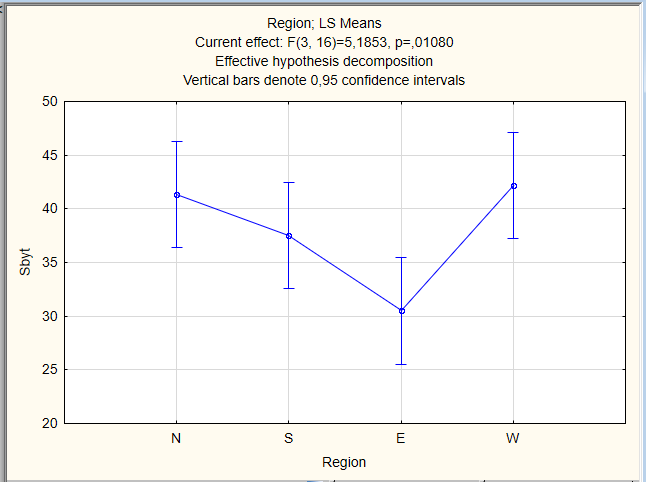 Region; LS Means
Current effect: F(3, 16)=5,1853, p=,01080
Effective hypothesis decomposition
Vertical bars denote 0,95 confidence intervals
50
45
40
35
30
25
20
Sbyt
N S E W
Region